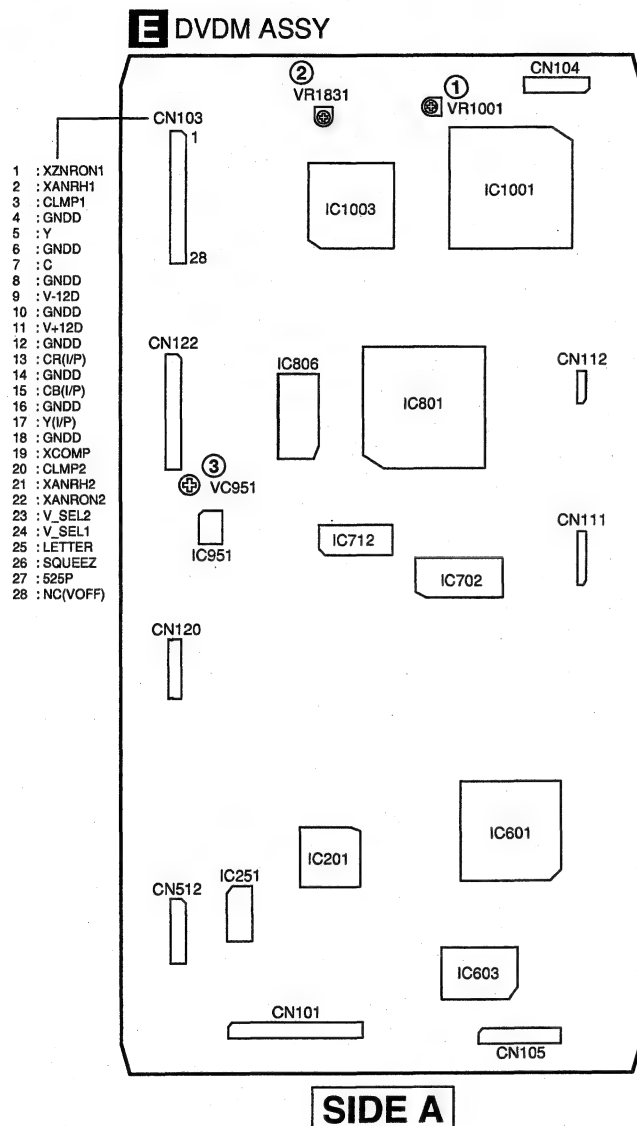 E DVDM ASSY
②
VR1831
①
VR1001
CN104
CN103
1
28
IC1003
IC1001
1 : XZNRON1
2 : XANRH1
3 : CLMP1
4 : GNDD
5 : Y
6 : GNDD
7 : C
8 : GNDD
9 : V-12D
10 : GNDD
11 : V+12D
12 : GNDD
13 : CR(I/P)
14 : GNDD
15 : CB(I/P)
16 : GNDD
17 : Y(I/P)
18 : GNDD
19 : XCOMP
20 : CLMP2
21 : XANRH2
22 : XANRON2
23 : V_SEL2
24 : V_SEL1
25 : LETTER
26 : SQUEEZ
27 : 525P
28 : NC(VOFF)
CN122
IC806
IC801
CN112
③
VC951
IC951
IC712
IC702
CN111
CN120
IC601
IC201
IC251
CN512
IC603
CN101
CN105
SIDE A